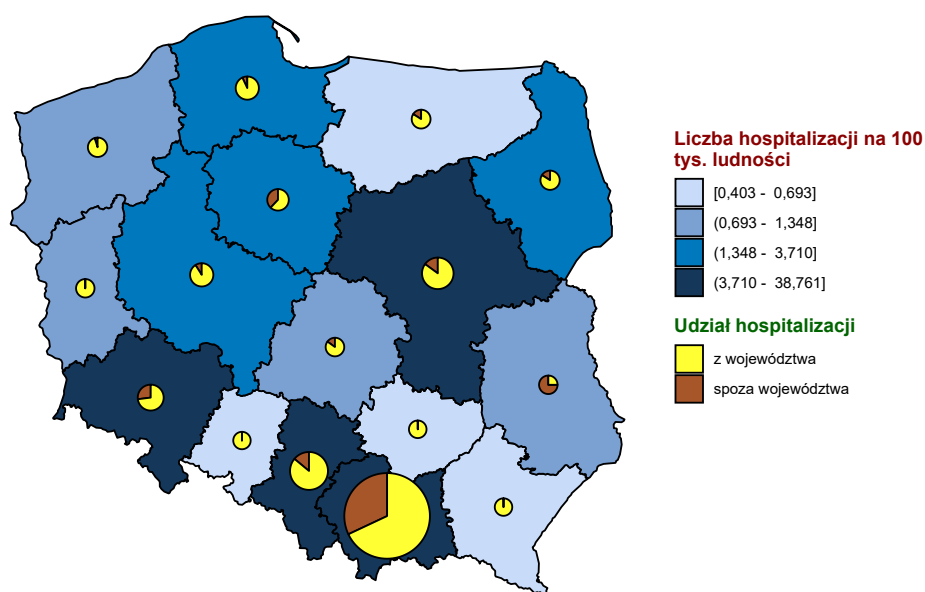 Liczba hospitalizacji na 100
tys. ludności
[0,403 - 0,693]
(0,693 - 1,348]
(1,348 - 3,710]
(3,710 - 38,761]
Udział hospitalizacji
z województwa
spoza województwa